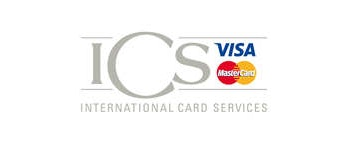 ICS
VISA
MasterCard
INTERNATIONAL CARD SERVICES